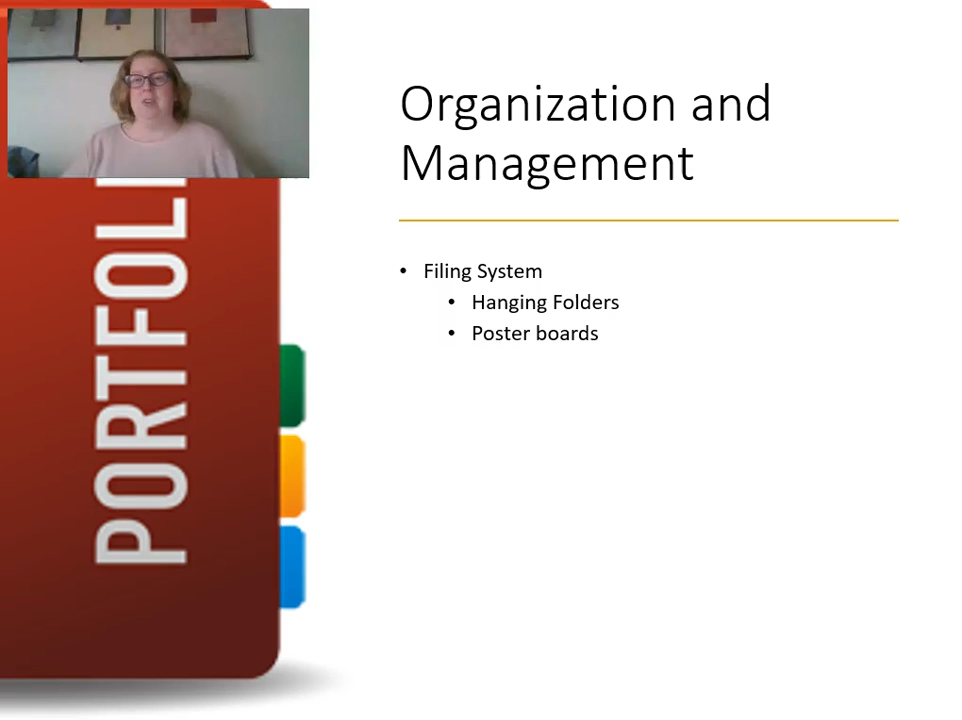 PORTFOLI
Organization and
Management
• Filing System
• Hanging Folders
• Poster boards